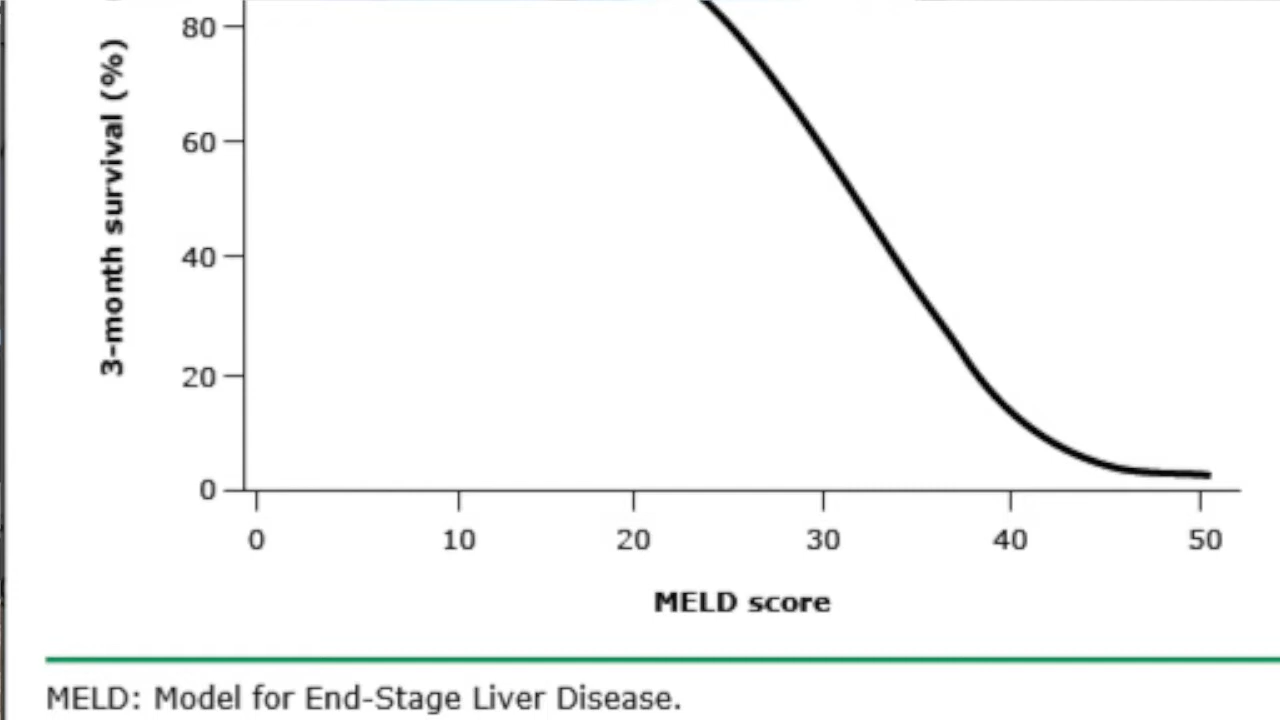 3-month survival (%)
80
60
40
20
0
0 10 20 30 40 50
MELD score
MELD: Model for End-Stage Liver Disease.